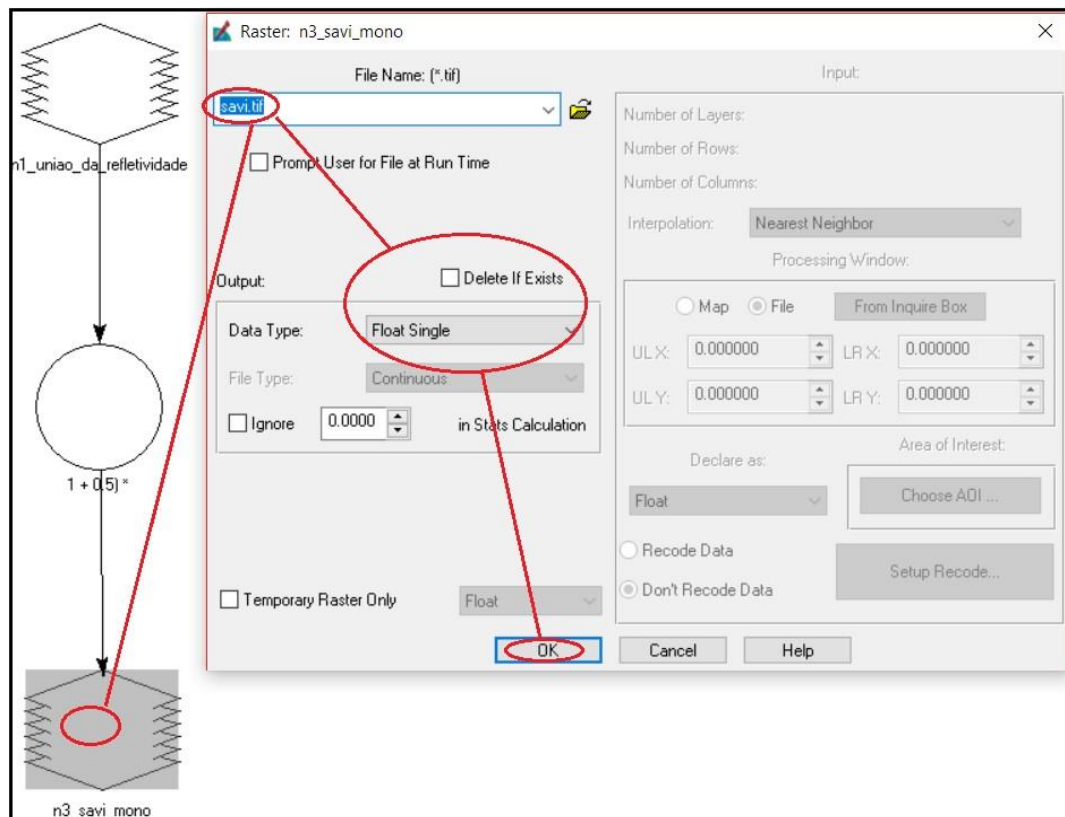 Raster: n3_savi_mono
n1_uniao_da_refletividade
1 + 0.5) *
n3_savi_mono
File Name: (*.tif)
savi.tif
Prompt User for File at Run Time
Output:
Delete If Exists
Data Type:
Float Single
File Type:
Continuous
Ignore
0.0000
in Stats Calculation
Temporary Raster Only
Float
Input:
Number of Layers:
Number of Rows:
Number of Columns:
Interpolation:
Nearest Neighbor
Processing Window:
Map
File
From Inquire Box
UL X:
0.000000
LR X:
0.000000
UL Y:
0.000000
LR Y:
0.000000
Declare as:
Float
Area of Interest:
Choose AOI ...
Recode Data
Don't Recode Data
Setup Recode...
OK
Cancel
Help